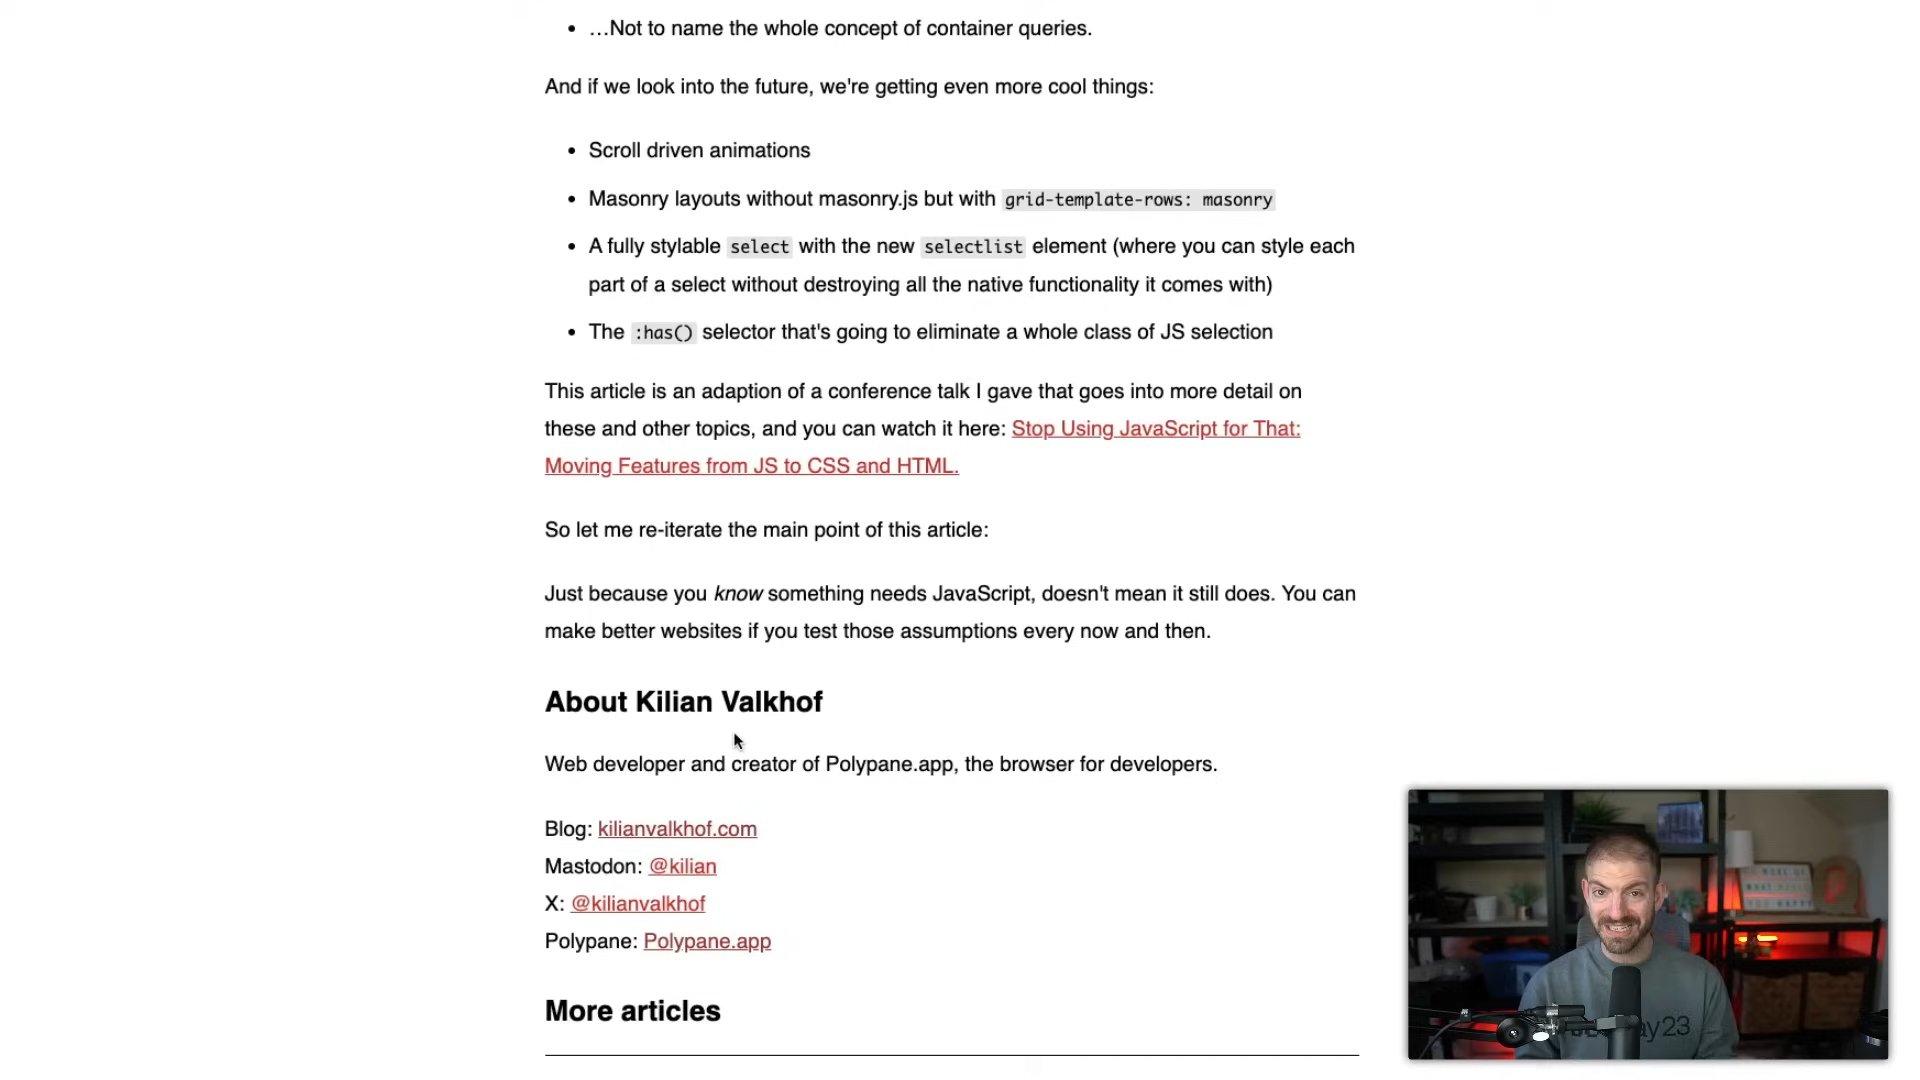 • …Not to name the whole concept of container queries.
And if we look into the future, we're getting even more cool things:
• Scroll driven animations
• Masonry layouts without masonry.js but with grid-template-rows: masonry
• A fully stylable select with the new selectlist element (where you can style each
part of a select without destroying all the native functionality it comes with)
• The :has() selector that's going to eliminate a whole class of JS selection
This article is an adaption of a conference talk I gave that goes into more detail on
these and other topics, and you can watch it here: Stop Using JavaScript for That:
Moving Features from JS to CSS and HTML.
So let me re-iterate the main point of this article:
Just because you know something needs JavaScript, doesn't mean it still does. You can
make better websites if you test those assumptions every now and then.
About Kilian Valkhof
Web developer and creator of Polypane.app, the browser for developers.
Blog: kilianvalkhof.com
Mastodon: @kilian
X: @kilianvalkhof
Polypane: Polypane.app
More articles